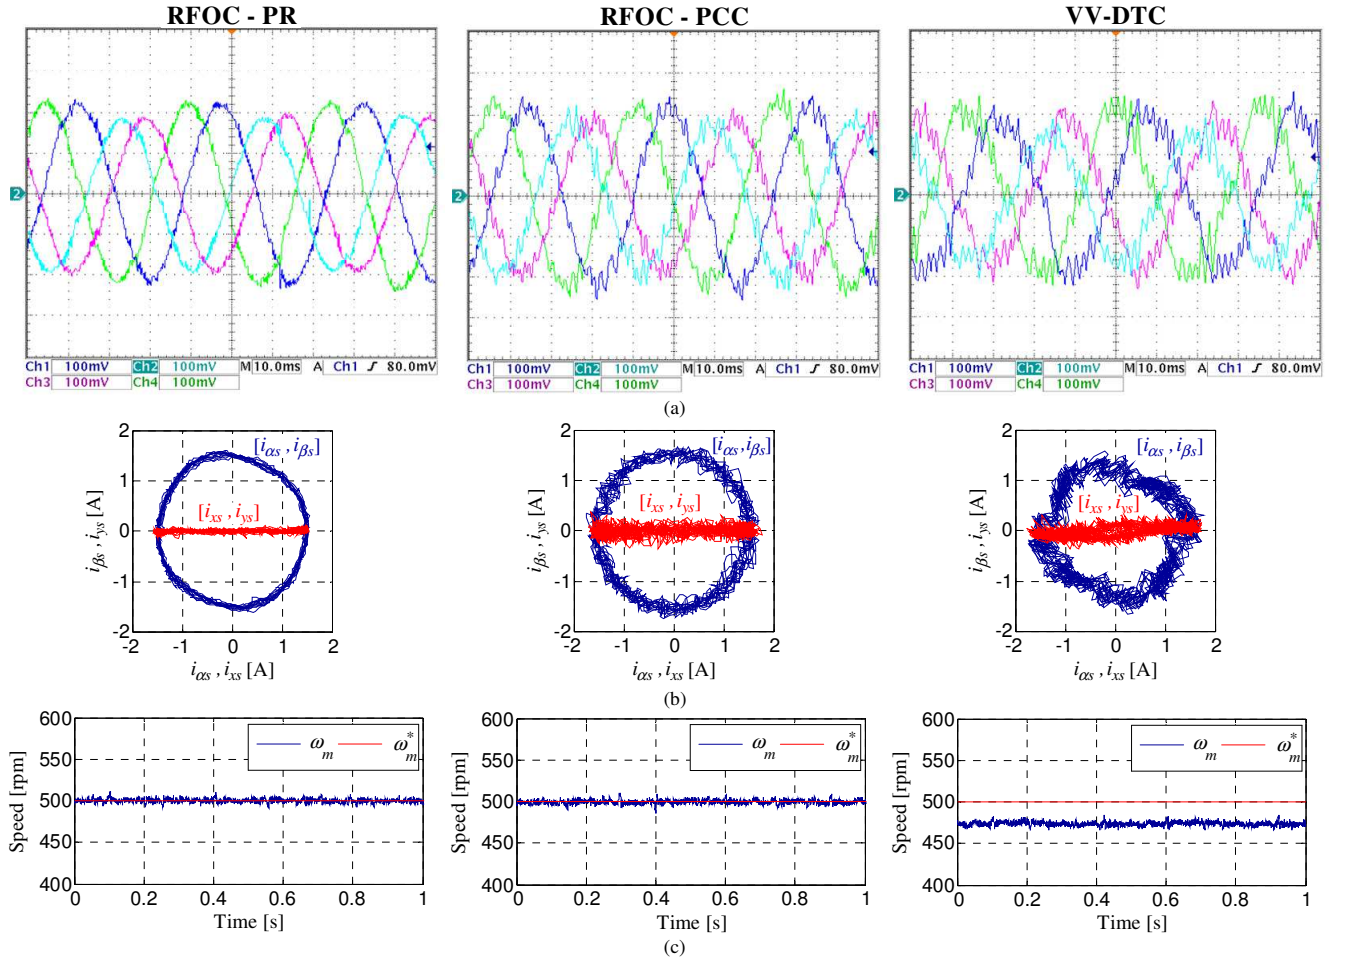 RFOC - PR
RFOC - PCC
VV-DTC
2
2
2
Ch1 100mV Ch2 100mV M 10.0ms A Ch1 ʃ 80.0mV
Ch3 100mV Ch4 100mV
Ch1 100mV Ch2 100mV M 10.0ms A Ch1 ʃ 80.0mV
Ch3 100mV Ch4 100mV
Ch1 100mV Ch2 100mV M 10.0ms A Ch1 ʃ 80.0mV
Ch3 100mV Ch4 100mV
(a)
2
1
0
-1
-2
-2 -1 0 1 2
[iαs , iβs]
[ixs , iys]
iβs , iys [A]
iαs , ixs [A]
2
1
0
-1
-2
-2 -1 0 1 2
[iαs , iβs]
[ixs , iys]
iβs , iys [A]
iαs , ixs [A]
2
1
0
-1
-2
-2 -1 0 1 2
[iαs , iβs]
[ixs , iys]
iβs , iys [A]
iαs , ixs [A]
(b)
600
550
500
450
400
0 0.2 0.4 0.6 0.8 1
Speed [rpm]
ωm ω*m
Time [s]
600
550
500
450
400
0 0.2 0.4 0.6 0.8 1
Speed [rpm]
ωm ω*m
Time [s]
600
550
500
450
400
0 0.2 0.4 0.6 0.8 1
Speed [rpm]
ωm ω*m
Time [s]
(c)